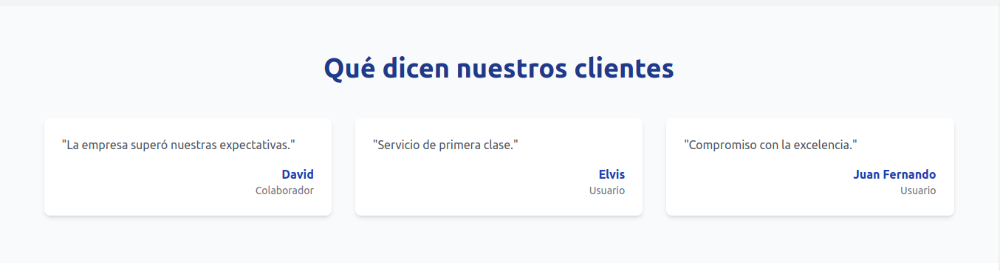 Qué dicen nuestros clientes
"La empresa superó nuestras expectativas."
David
Colaborador
"Servicio de primera clase."
Elvis
Usuario
"Compromiso con la excelencia."
Juan Fernando
Usuario